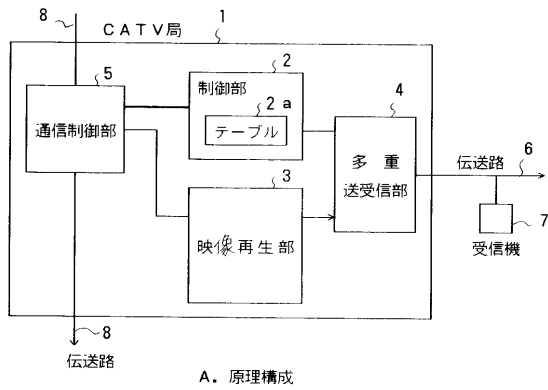 8
CATV局
1
5
2
制御部
2a
テーブル
4
通信制御部
多重
送受信部
伝送路
6
3
映像再生部
7
受信機
8
伝送路
A. 原理構成